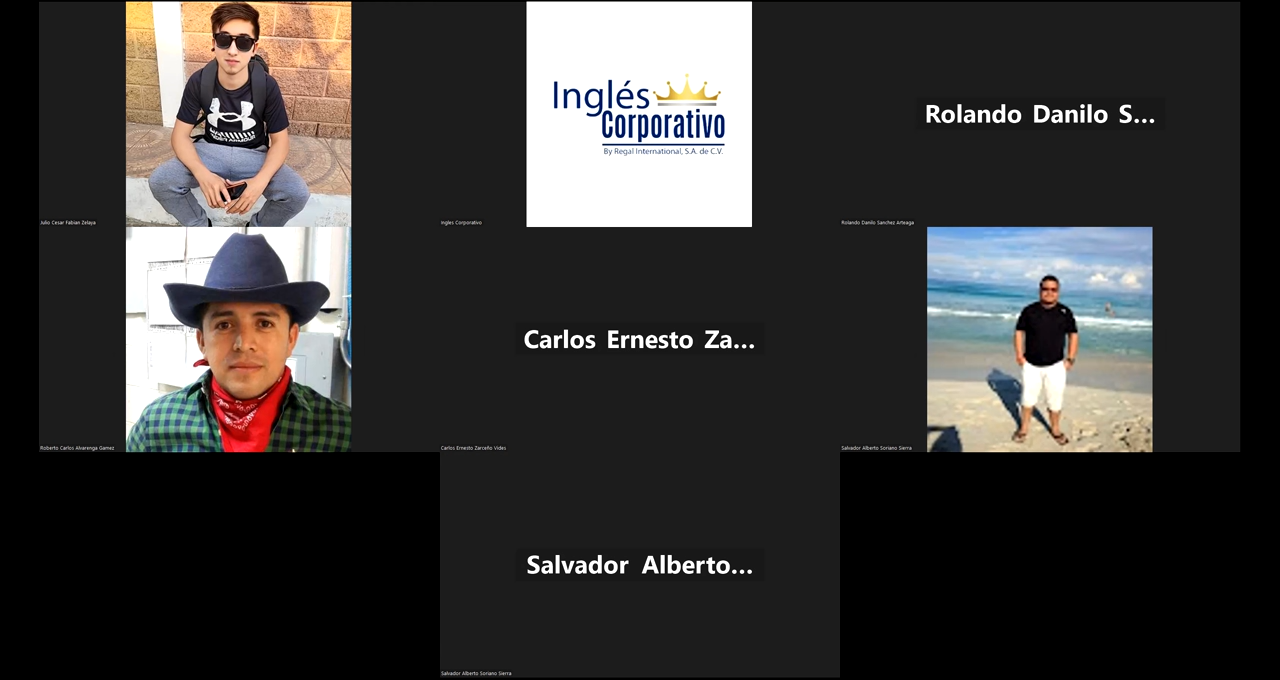 UNDER ARMOUR
Inglés
Corporativo
By Regal International, S.A. de C.V.
Rolando Danilo S...
Julio Cesar Fabian Zelaya
Ingles Corporativo
Rolando Danilo Sanchez Arteaga
Carlos Ernesto Za...
Roberto Carlos Alvarenga Gamez
Carlos Ernesto Zarceño Vides
Salvador Alberto Soriano Sierra
Salvador Alberto...
Salvador Alberto Soriano Sierra